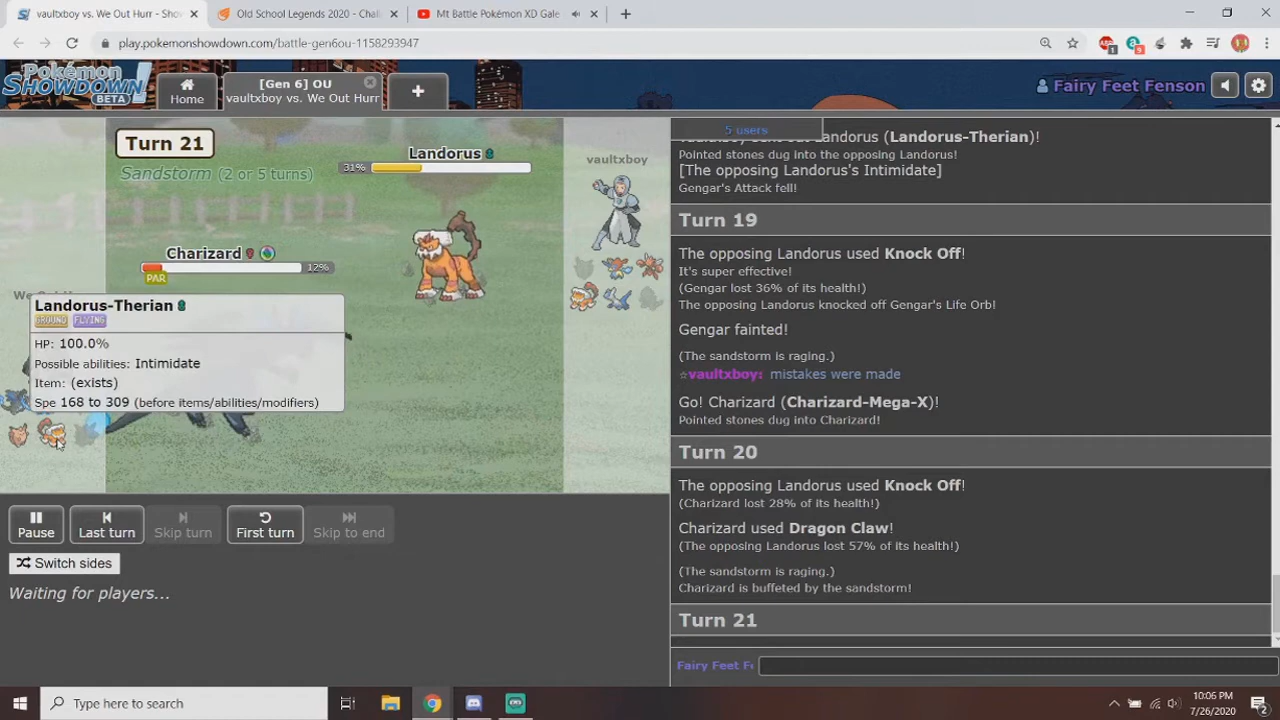 vaultxboy vs. We Out Hurr - Sho
Old School Legends 2020 - Chal
Mt Battle Pokémon XD Gale
play.pokemonshowdown.com/battle-gen6ou-1158293947
Pokémon
SHOWDOWN!
BETA
Home
[Gen 6] OU
vaultxboy vs. We Out Hurr
Fairy Feet Fenson
Turn 21
Sandstorm (2 or 5 turns)
Landorus
31%
Charizard
12%
PAR
vaultxboy
Landorus-Therian
GROUND FLYING
HP: 100.0%
Possible abilities: Intimidate
Item: (exists)
Spe 168 to 309 (before items/abilities/modifiers)
Pause
Last turn
Skip turn
First turn
Skip to end
Switch sides
Waiting for players...
5 users
Landorus (Landorus-Therian)!
Pointed stones dug into the opposing Landorus!
[The opposing Landorus's Intimidate]
Gengar's Attack fell!
Turn 19
The opposing Landorus used Knock Off!
It's super effective!
(Gengar lost 36% of its health!)
The opposing Landorus knocked off Gengar's Life Orb!
Gengar fainted!
(The sandstorm is raging.)
☆vaultxboy: mistakes were made
Go! Charizard (Charizard-Mega-X)!
Pointed stones dug into Charizard!
Turn 20
The opposing Landorus used Knock Off!
(Charizard lost 28% of its health!)
Charizard used Dragon Claw!
(The opposing Landorus lost 57% of its health!)
(The sandstorm is raging.)
Charizard is buffeted by the sandstorm!
Turn 21
Fairy Feet Fe
Type here to search
10:06 PM
7/26/2020
2